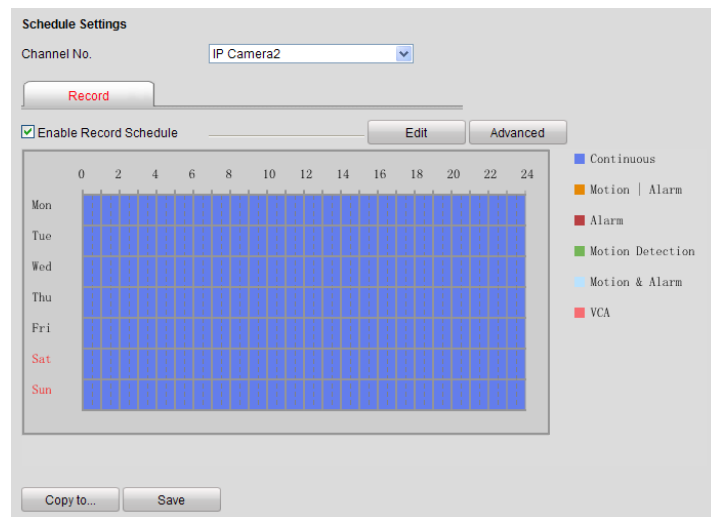 Schedule Settings
Channel No. IP Camera2
Record
Enable Record Schedule Edit Advanced
0 2 4 6 8 10 12 14 16 18 20 22 24
Mon
Tue
Wed
Thu
Fri
Sat
Sun
Continuous
Motion | Alarm
Alarm
Motion Detection
Motion & Alarm
VCA
Copy to... Save